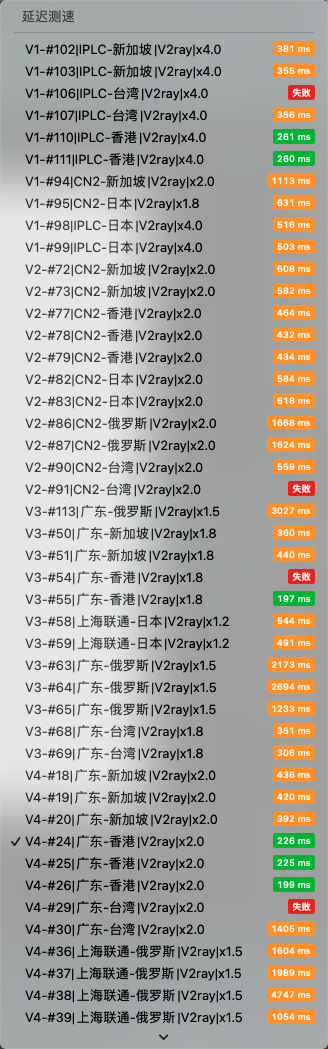 延迟测速
V1-#102|IPLC-新加坡|V2ray|x4.0 381 ms
V1-#103|IPLC-新加坡|V2ray|x4.0 355 ms
V1-#106|IPLC-台湾|V2ray|x4.0 失败
V1-#107|IPLC-台湾|V2ray|x4.0 356 ms
V1-#110|IPLC-香港|V2ray|x4.0 261 ms
V1-#111|IPLC-香港|V2ray|x4.0 260 ms
V1-#94|CN2-新加坡|V2ray|x2.0 1113 ms
V1-#95|CN2-日本|V2ray|x1.8 631 ms
V1-#98|IPLC-日本|V2ray|x4.0 516 ms
V1-#99|IPLC-日本|V2ray|x4.0 503 ms
V2-#72|CN2-新加坡|V2ray|x2.0 608 ms
V2-#73|CN2-新加坡|V2ray|x2.0 582 ms
V2-#77|CN2-香港|V2ray|x2.0 464 ms
V2-#78|CN2-香港|V2ray|x2.0 432 ms
V2-#79|CN2-香港|V2ray|x2.0 434 ms
V2-#82|CN2-日本|V2ray|x2.0 584 ms
V2-#83|CN2-日本|V2ray|x2.0 618 ms
V2-#86|CN2-俄罗斯|V2ray|x2.0 1668 ms
V2-#87|CN2-俄罗斯|V2ray|x2.0 1624 ms
V2-#90|CN2-台湾|V2ray|x2.0 559 ms
V2-#91|CN2-台湾|V2ray|x2.0 失败
V3-#113|广东-俄罗斯|V2ray|x1.5 3027 ms
V3-#50|广东-新加坡|V2ray|x1.8 360 ms
V3-#51|广东-新加坡|V2ray|x1.8 440 ms
V3-#54|广东-香港|V2ray|x1.8 失败
V3-#55|广东-香港|V2ray|x1.8 197 ms
V3-#58|上海联通-日本|V2ray|x1.2 544 ms
V3-#59|上海联通-日本|V2ray|x1.2 491 ms
V3-#63|广东-俄罗斯|V2ray|x1.5 2173 ms
V3-#64|广东-俄罗斯|V2ray|x1.5 2694 ms
V3-#65|广东-俄罗斯|V2ray|x1.5 1233 ms
V3-#68|广东-台湾|V2ray|x1.8 351 ms
V3-#69|广东-台湾|V2ray|x1.8 306 ms
V4-#18|广东-新加坡|V2ray|x2.0 436 ms
V4-#19|广东-新加坡|V2ray|x2.0 420 ms
V4-#20|广东-新加坡|V2ray|x2.0 392 ms
✓ V4-#24|广东-香港|V2ray|x2.0 226 ms
V4-#25|广东-香港|V2ray|x2.0 225 ms
V4-#26|广东-香港|V2ray|x2.0 199 ms
V4-#29|广东-台湾|V2ray|x2.0 失败
V4-#30|广东-台湾|V2ray|x2.0 1405 ms
V4-#36|上海联通-俄罗斯|V2ray|x1.5 1604 ms
V4-#37|上海联通-俄罗斯|V2ray|x1.5 1989 ms
V4-#38|上海联通-俄罗斯|V2ray|x1.5 4747 ms
V4-#39|上海联通-俄罗斯|V2ray|x1.5 1054 ms